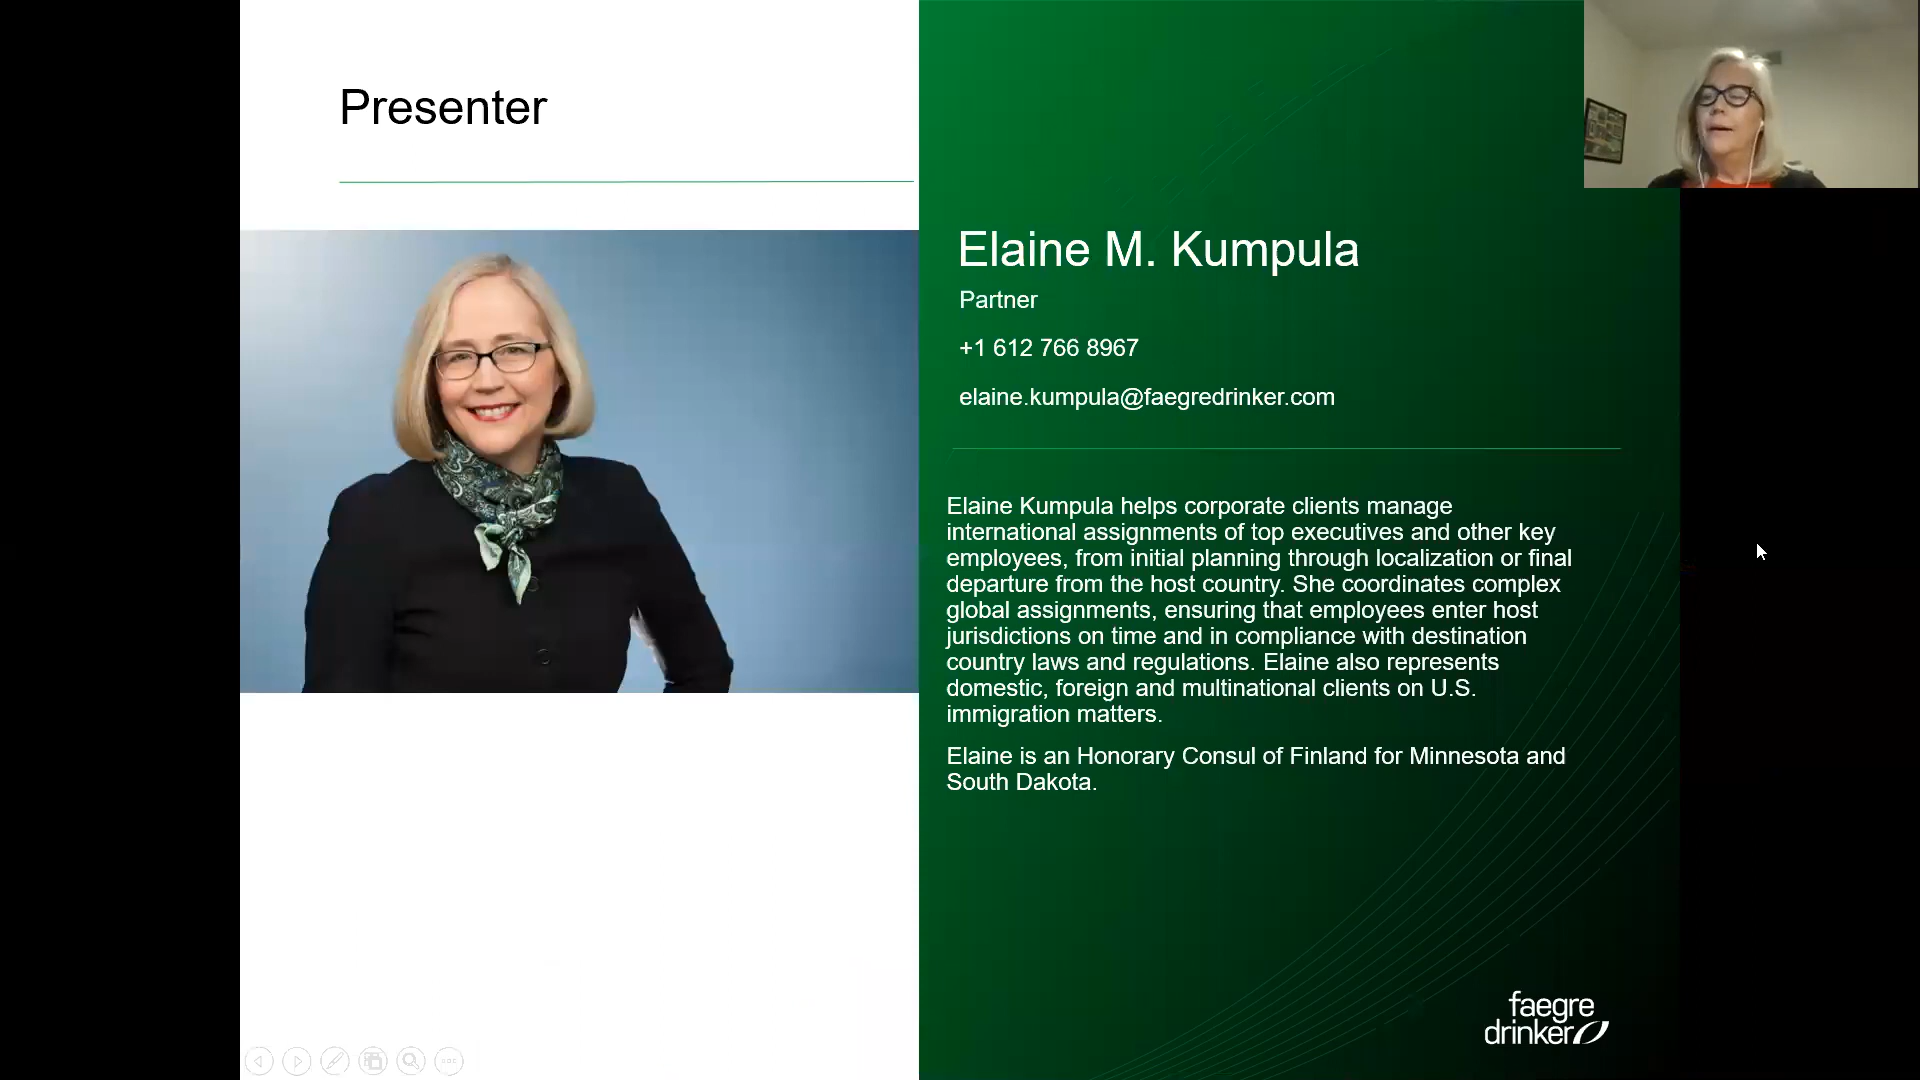 Presenter
Elaine M. Kumpula
Partner
+1 612 766 8967
elaine.kumpula@faegredrinker.com
Elaine Kumpula helps corporate clients manage
international assignments of top executives and other key
employees, from initial planning through localization or final
departure from the host country. She coordinates complex
global assignments, ensuring that employees enter host
jurisdictions on time and in compliance with destination
country laws and regulations. Elaine also represents
domestic, foreign and multinational clients on U.S.
immigration matters.
Elaine is an Honorary Consul of Finland for Minnesota and
South Dakota.
faegre
drinker